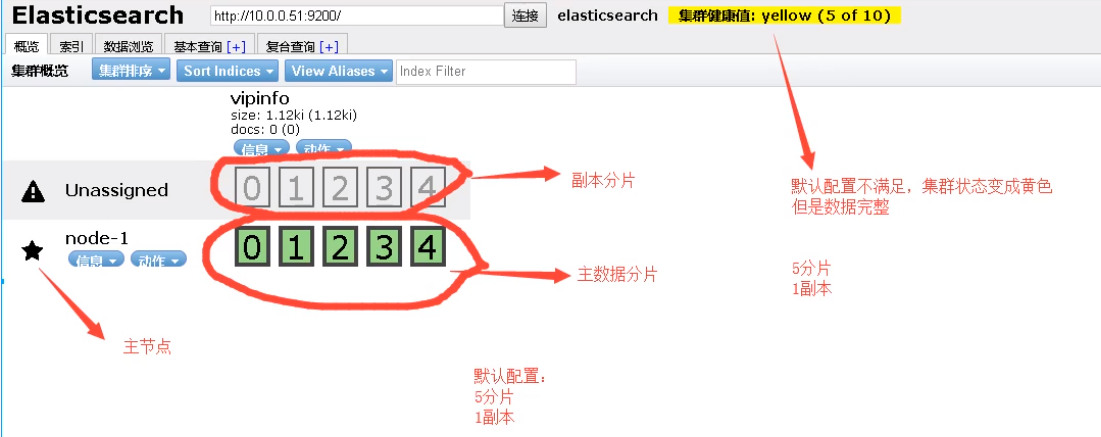 Elasticsearch
http://10.0.0.51:9200/
连接
elasticsearch
集群健康值: yellow (5 of 10)
概览 索引 数据浏览 基本查询 [+] 复合查询 [+]
集群概览 集群排序 Sort Indices View Aliases Index Filter
vipinfo
size: 1.12ki (1.12ki)
docs: 0 (0)
信息 动作
Unassigned
0 1 2 3 4
副本分片
默认配置不满足，集群状态变成黄色
但是数据完整
node-1
信息 动作
0 1 2 3 4
主数据分片
5分片
1副本
主节点
默认配置：
5分片
1副本